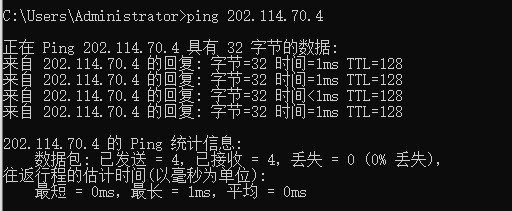 C:\Users\Administrator>ping 202.114.70.4
正在 Ping 202.114.70.4 具有 32 字节的数据:
来自 202.114.70.4 的回复: 字节=32 时间=1ms TTL=128
来自 202.114.70.4 的回复: 字节=32 时间=1ms TTL=128
来自 202.114.70.4 的回复: 字节=32 时间<1ms TTL=128
来自 202.114.70.4 的回复: 字节=32 时间=1ms TTL=128
202.114.70.4 的 Ping 统计信息:
数据包: 已发送 = 4，已接收 = 4，丢失 = 0 (0% 丢失)，
往返行程的估计时间(以毫秒为单位):
最短 = 0ms，最长 = 1ms，平均 = 0ms